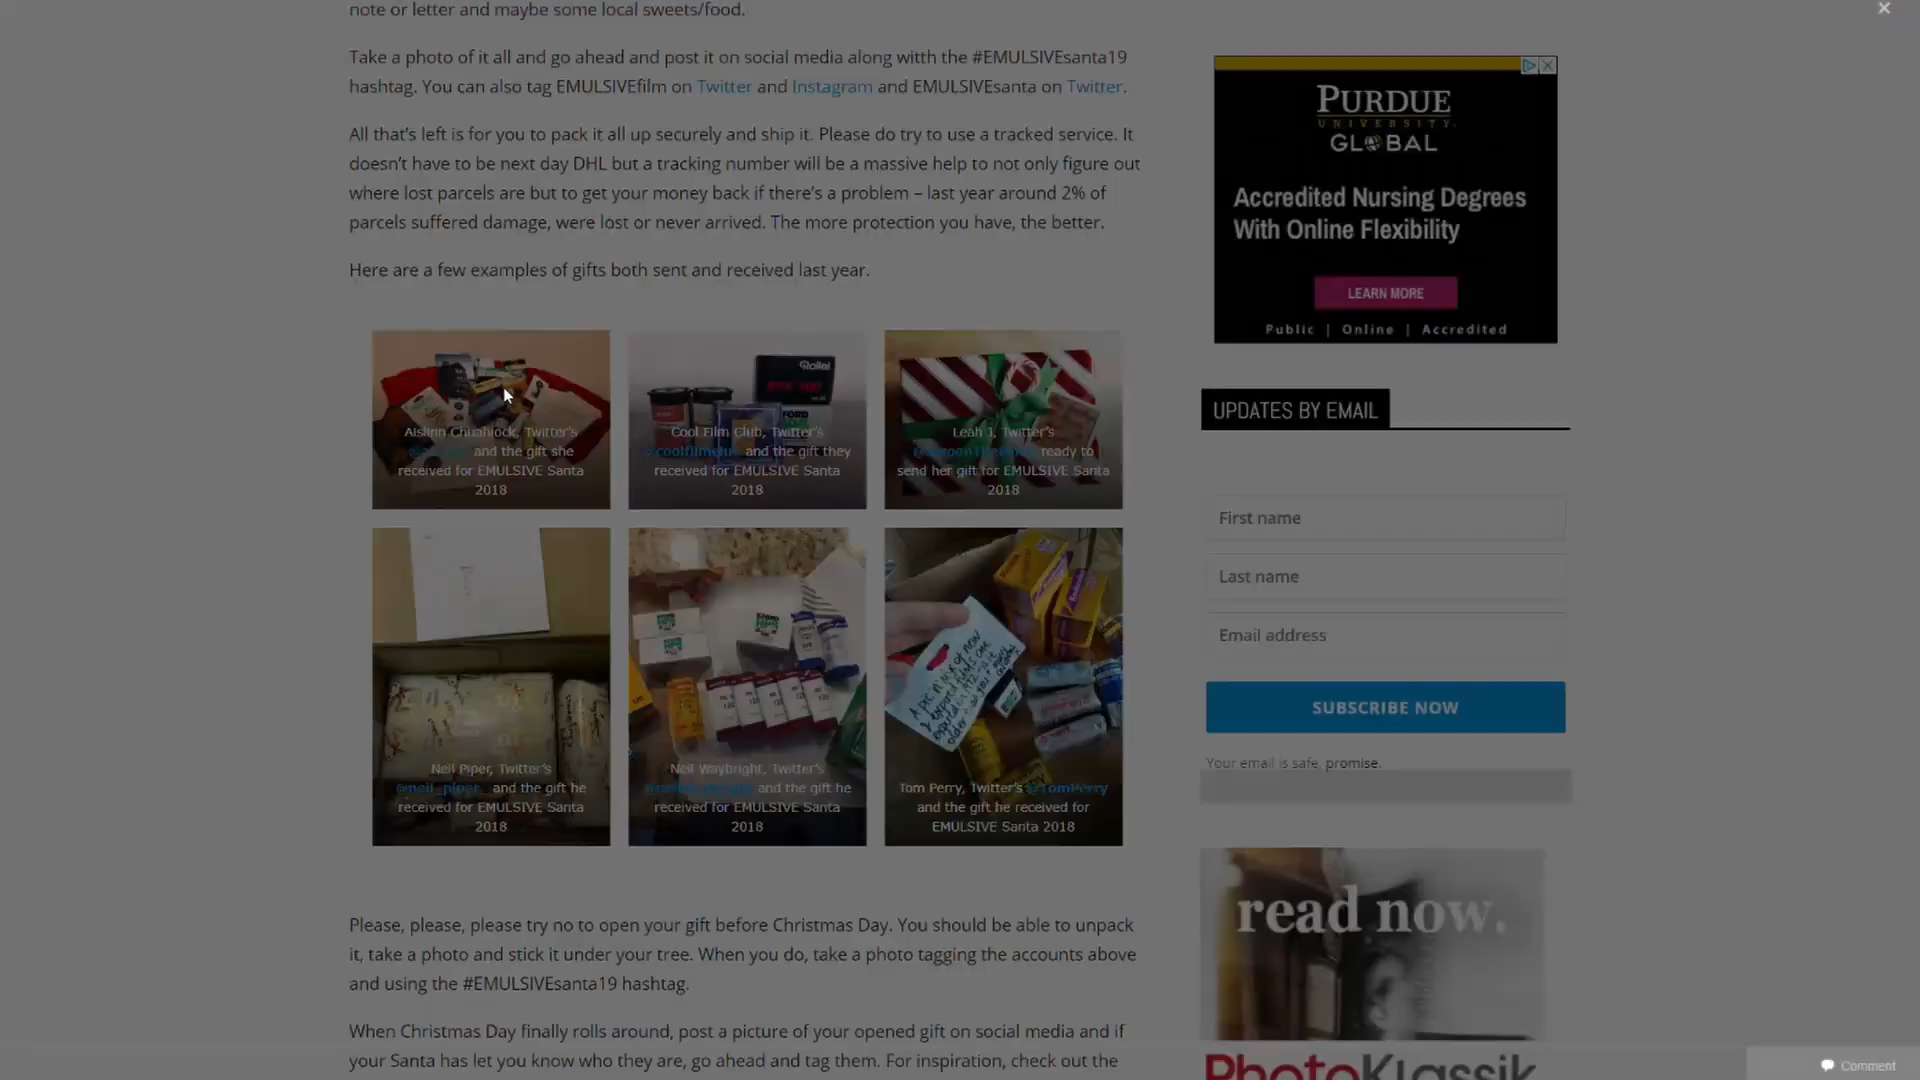 note or letter and maybe some local sweets/food.
Take a photo of it all and go ahead and post it on social media along witth the #EMULSIVEsanta19
hashtag. You can also tag EMULSIVEfilm on Twitter and Instagram and EMULSIVEsanta on Twitter.
All that's left is for you to pack it all up securely and ship it. Please do try to use a tracked service. It
doesn't have to be next day DHL but a tracking number will be a massive help to not only figure out
where lost parcels are but to get your money back if there's a problem – last year around 2% of
parcels suffered damage, were lost or never arrived. The more protection you have, the better.
Here are a few examples of gifts both sent and received last year.
Rollei
FORD
Aislinn Chuahiock, Twitter's
and the gift she
received for EMULSIVE Santa
2018
Cool Film Club, Twitter's
@coolfilmclub and the gift they
received for EMULSIVE Santa
2018
Leah J, Twitter's
ready to
send her gift for EMULSIVE Santa
2018
Neil Piper, Twitter's
@neil_piper_ and the gift he
received for EMULSIVE Santa
2018
Neil Waybright, Twitter's
and the gift he
received for EMULSIVE Santa
2018
Tom Perry, Twitter's @TomPerry
and the gift he received for
EMULSIVE Santa 2018
Please, please, please try no to open your gift before Christmas Day. You should be able to unpack
it, take a photo and stick it under your tree. When you do, take a photo tagging the accounts above
and using the #EMULSIVEsanta19 hashtag.
When Christmas Day finally rolls around, post a picture of your opened gift on social media and if
your Santa has let you know who they are, go ahead and tag them. For inspiration, check out the
PURDUE
UNIVERSITY
GLOBAL
Accredited Nursing Degrees
With Online Flexibility
LEARN MORE
Public | Online | Accredited
UPDATES BY EMAIL
First name
Last name
Email address
SUBSCRIBE NOW
Your email is safe, promise.
read now.
PhotoKlassik
Comment